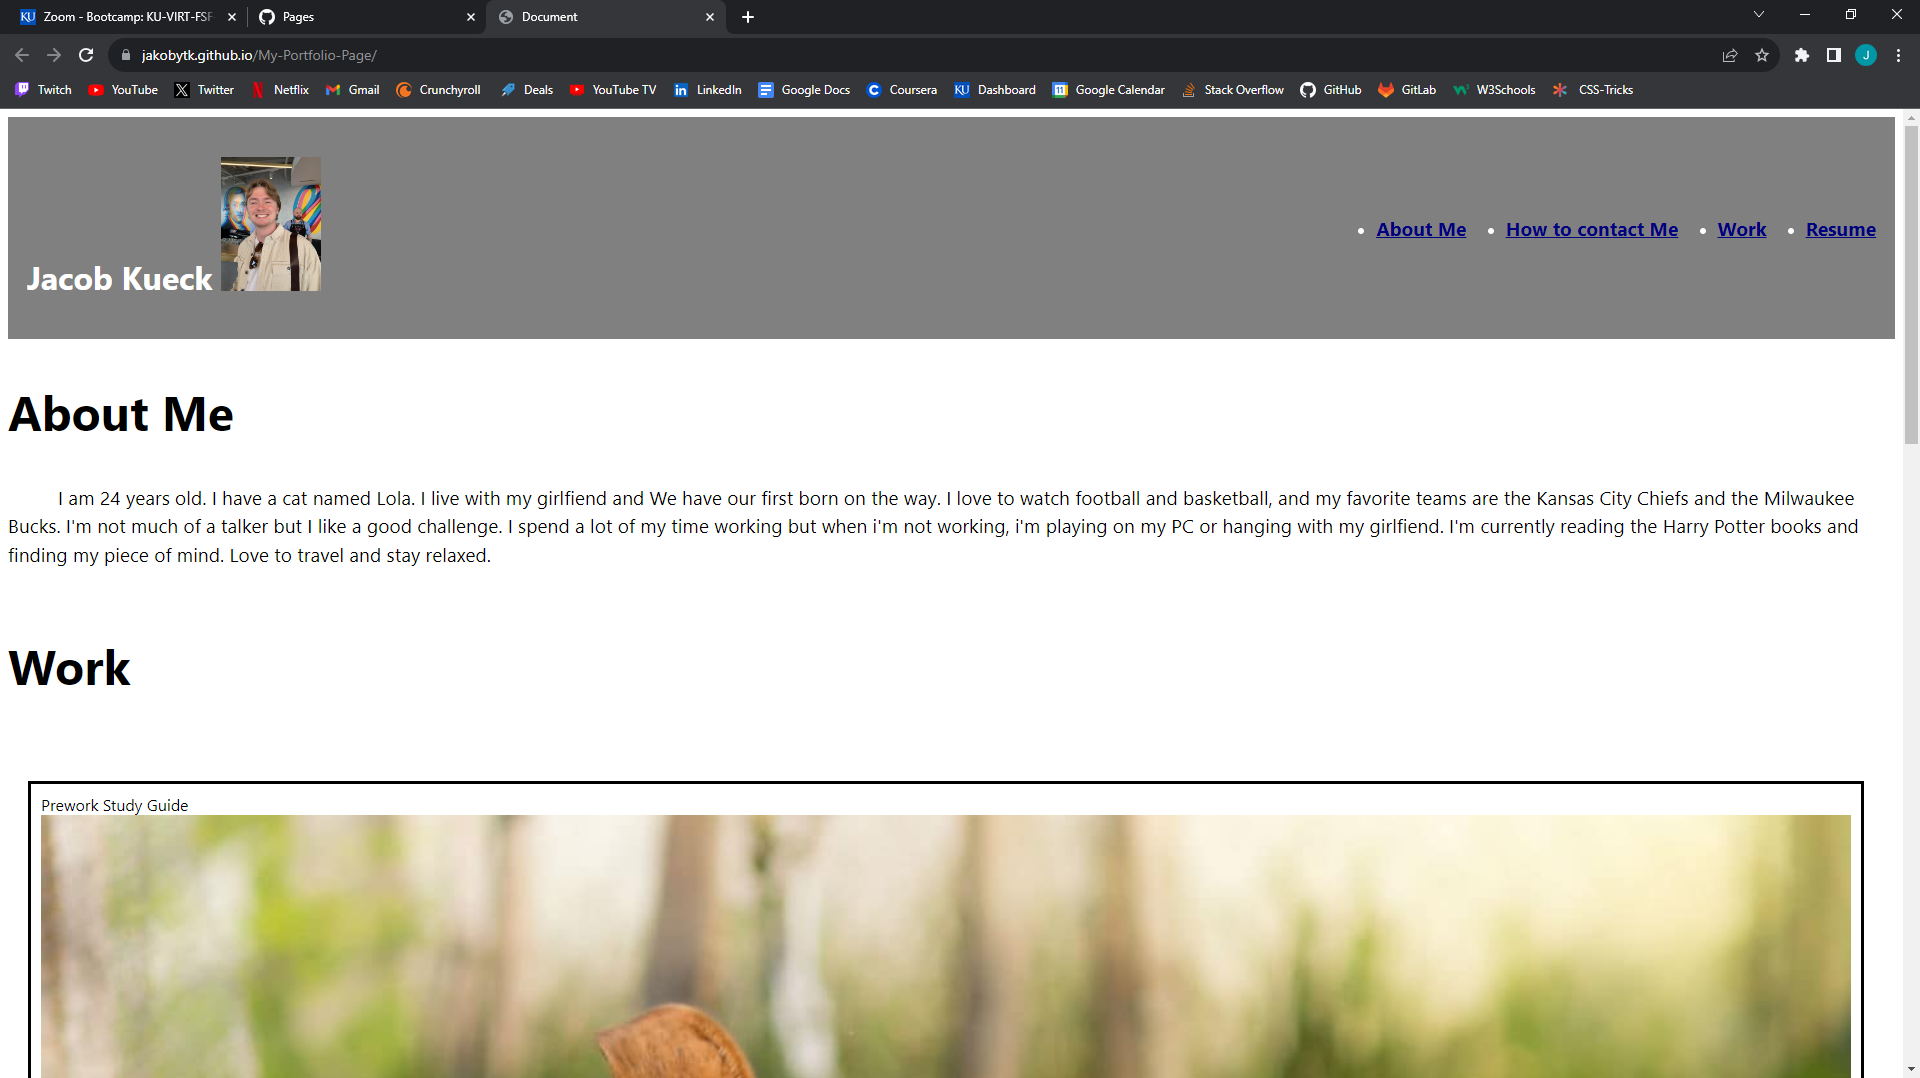 Zoom - Bootcamp: KU-VIRT-FSF
Pages
Document
jakobytk.github.io/My-Portfolio-Page/
J
Twitch YouTube Twitter Netflix Gmail Crunchyroll Deals YouTube TV LinkedIn Google Docs Coursera Dashboard Google Calendar Stack Overflow GitHub GitLab W3Schools CSS-Tricks
Jacob Kueck
About Me How to contact Me Work Resume
About Me
I am 24 years old. I have a cat named Lola. I live with my girlfiend and We have our first born on the way. I love to watch football and basketball, and my favorite teams are the Kansas City Chiefs and the Milwaukee
Bucks. I'm not much of a talker but I like a good challenge. I spend a lot of my time working but when i'm not working, i'm playing on my PC or hanging with my girlfiend. I'm currently reading the Harry Potter books and
finding my piece of mind. Love to travel and stay relaxed.
Work
Prework Study Guide